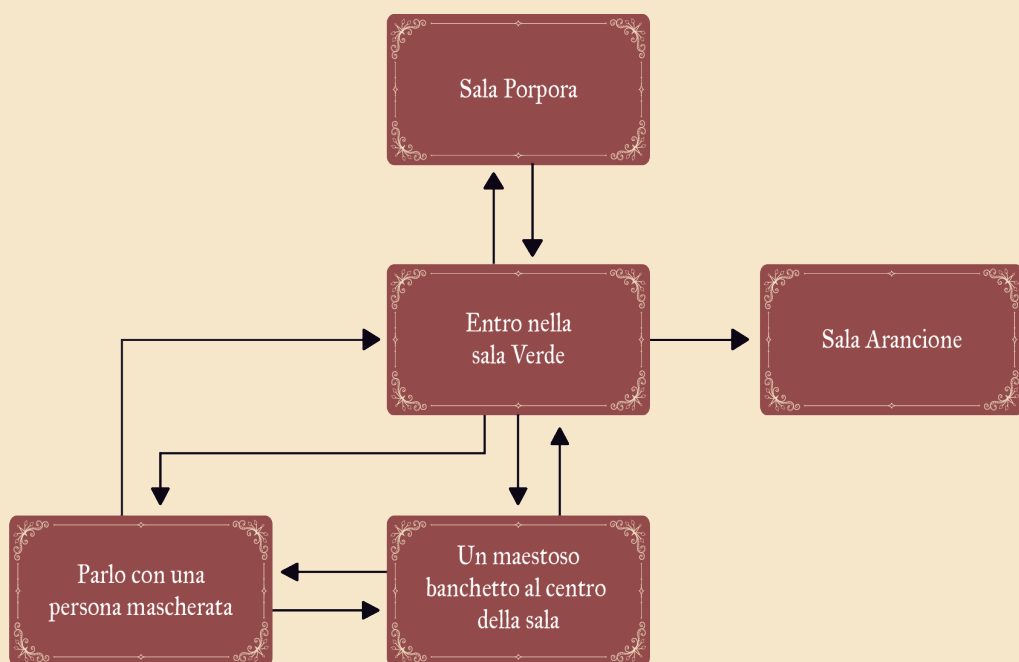 Sala Porpora
Entro nella
sala Verde
Sala Arancione
Parlo con una
persona mascherata
Un maestoso
banchetto al centro
della sala